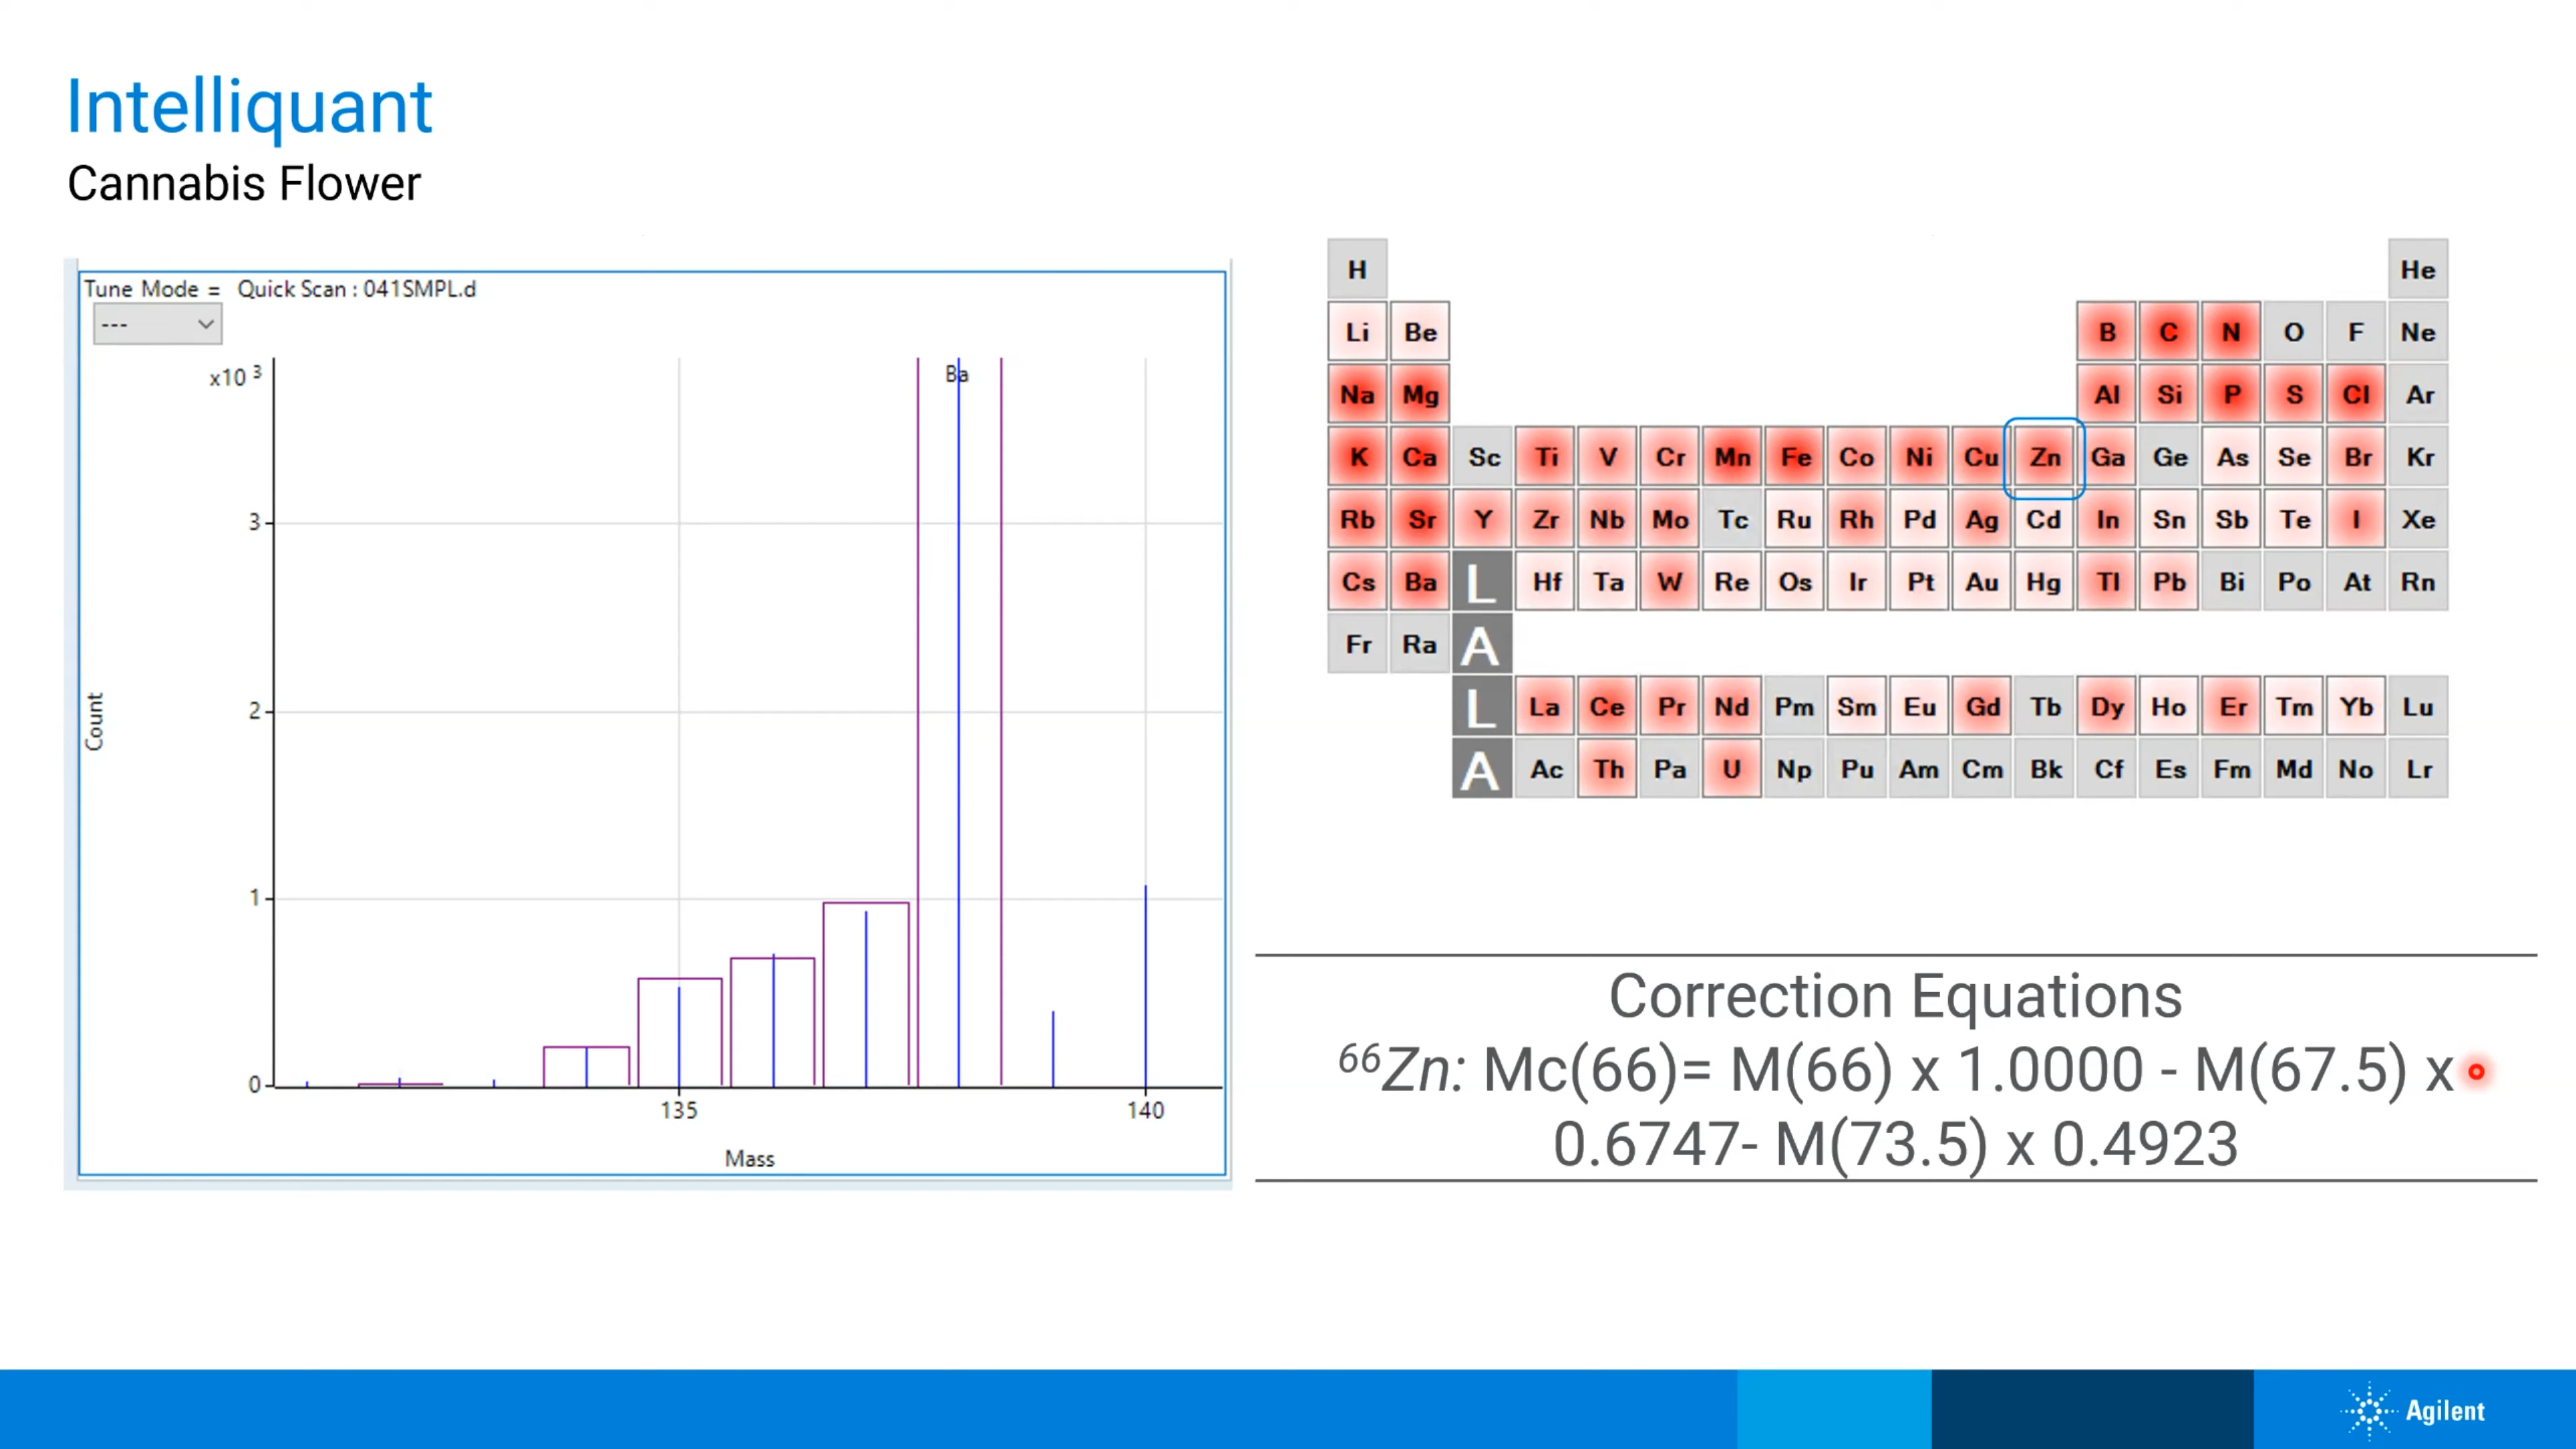 Intelliquant
Cannabis Flower
Tune Mode = Quick Scan : 041SMPL.d
---
x10 3
Ba
3
2
1
0
135 140
Count
Mass
H He
Li Be B C N O F Ne
Na Mg Al Si P S Cl Ar
K Ca Sc Ti V Cr Mn Fe Co Ni Cu Zn Ga Ge As Se Br Kr
Rb Sr Y Zr Nb Mo Tc Ru Rh Pd Ag Cd In Sn Sb Te I Xe
Cs Ba L Hf Ta W Re Os Ir Pt Au Hg Tl Pb Bi Po At Rn
Fr Ra A
L La Ce Pr Nd Pm Sm Eu Gd Tb Dy Ho Er Tm Yb Lu
A Ac Th Pa U Np Pu Am Cm Bk Cf Es Fm Md No Lr
Correction Equations
⁶⁶Zn: Mc(66)= M(66) x 1.0000 - M(67.5) x
0.6747- M(73.5) x 0.4923
Agilent